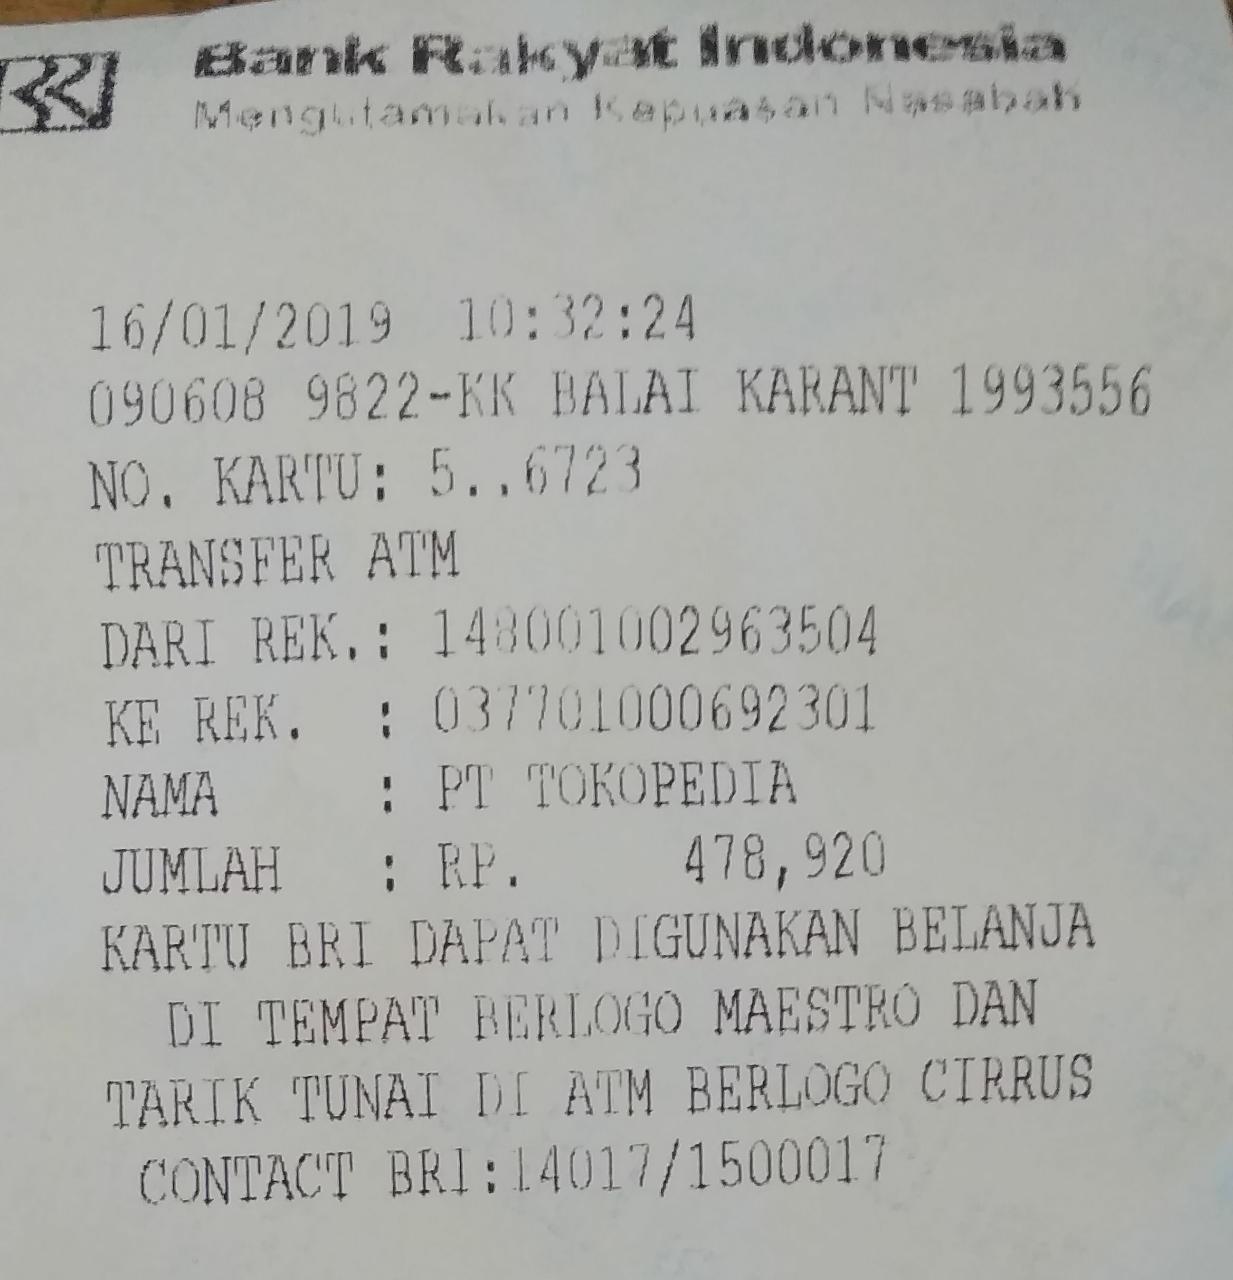 BRI Bank Rakyat Indonesia
Mengutamakan Kepuasan Nasabah
16/01/2019 10:32:24
090608 9822-KK BALAI KARANT 1993556
NO. KARTU: 5..6723
TRANSFER ATM
DARI REK.: 148001002963504
KE REK. : 037701000692301
NAMA : PT TOKOPEDIA
JUMLAH : RP. 478,920
KARTU BRI DAPAT DIGUNAKAN BELANJA
DI TEMPAT BERLOGO MAESTRO DAN
TARIK TUNAI DI ATM BERLOGO CIRRUS
CONTACT BRI:14017/1500017